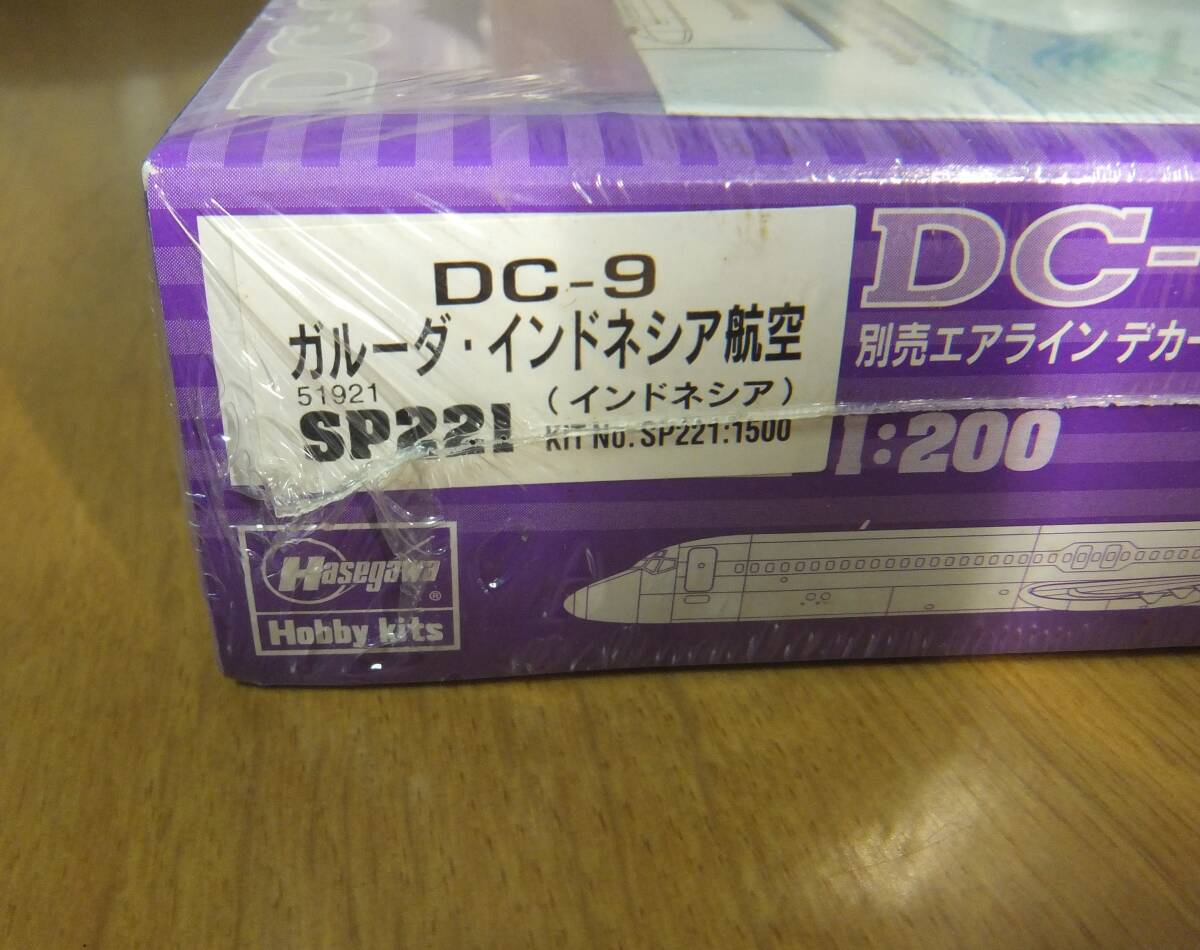 DC-9
DC-9
ガルーダ・インドネシア航空
51921
(インドネシア)
SP221
KIT No. SP221:1500
DC-
別売エアライン デカー
1:200
Hasegawa®
Hobby kits